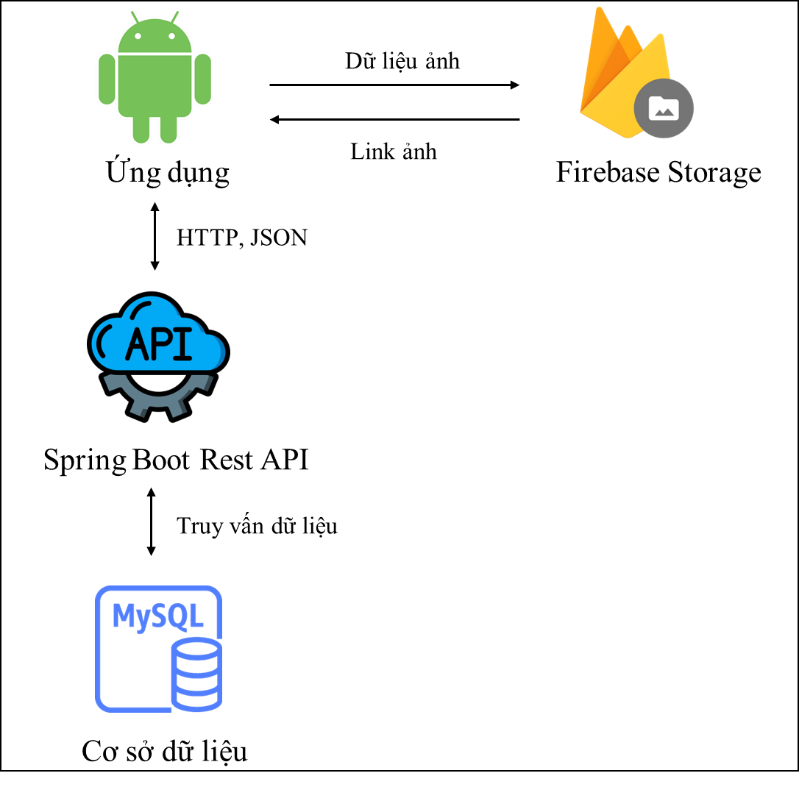 Dữ liệu ảnh
Link ảnh
Ứng dụng
Firebase Storage
HTTP, JSON
API
Spring Boot Rest API
Truy vấn dữ liệu
MySQL
Cơ sở dữ liệu